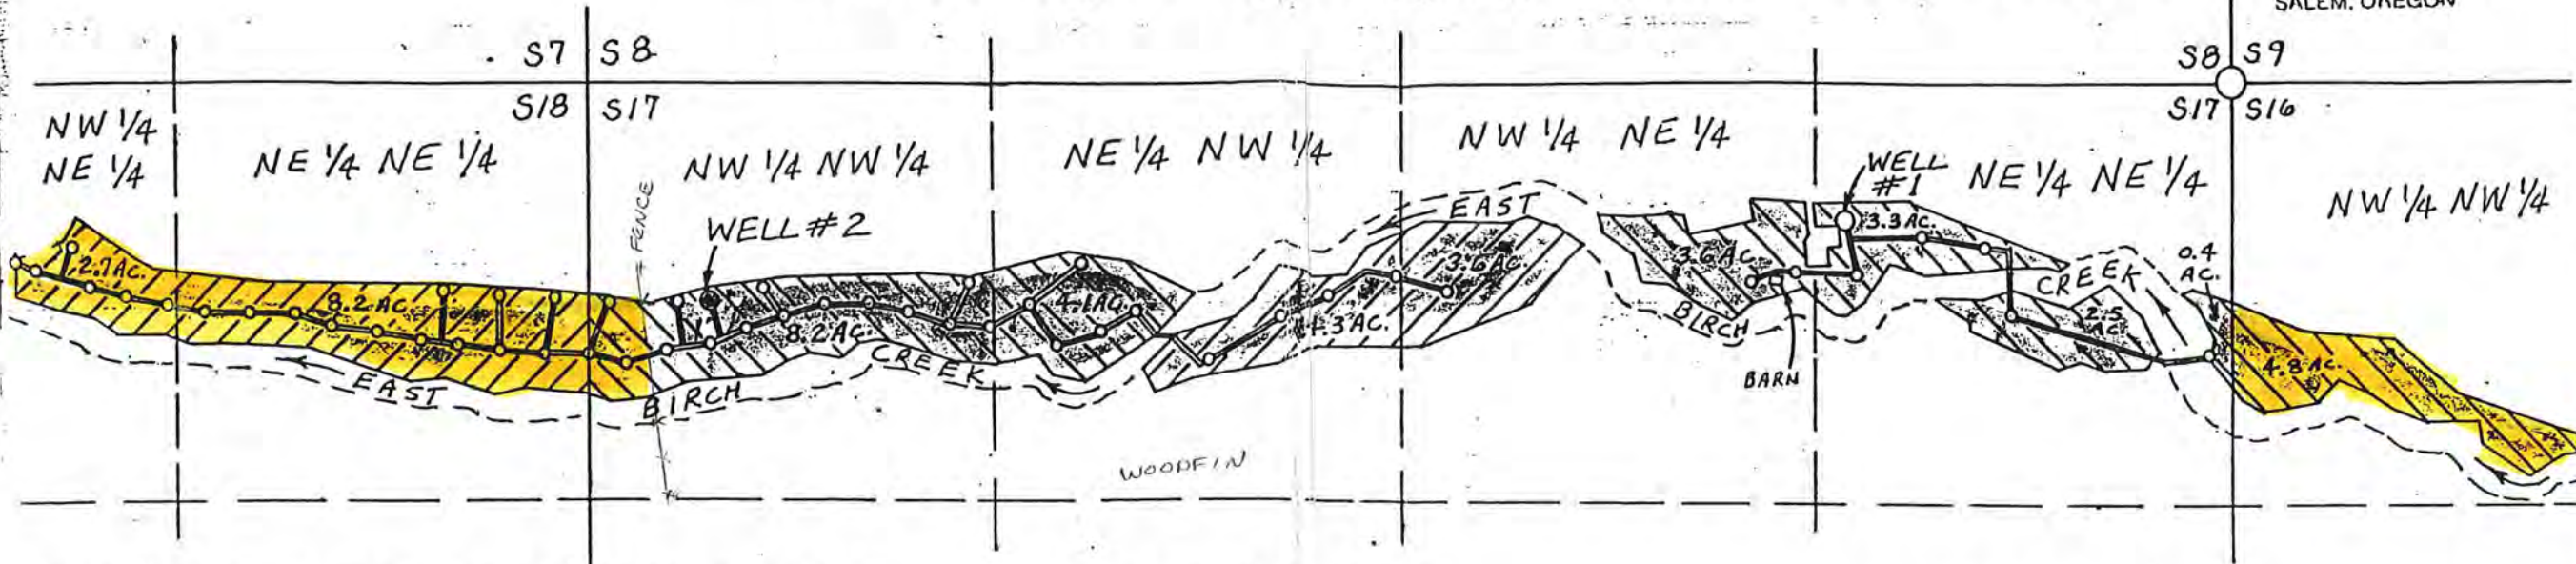 SALEM, OREGON
S7 S8
S8 S9
S18 S17
S17 S16
NW 1/4
NE 1/4
NE 1/4 NE 1/4
NW 1/4 NW 1/4
NE 1/4 NW 1/4
NW 1/4 NE 1/4
NE 1/4 NE 1/4
NW 1/4 NW 1/4
FENCE
WELL #2
WELL
#1
EAST
2.7 AC.
8.2 AC.
8.2 AC.
4.1 AC.
4.3 AC.
3.6 AC.
3.6 AC.
3.3 AC.
0.4
AC.
2.5
AC.
4.8 AC.
CREEK
BIRCH
BARN
EAST
BIRCH
CREEK
WOODFIN